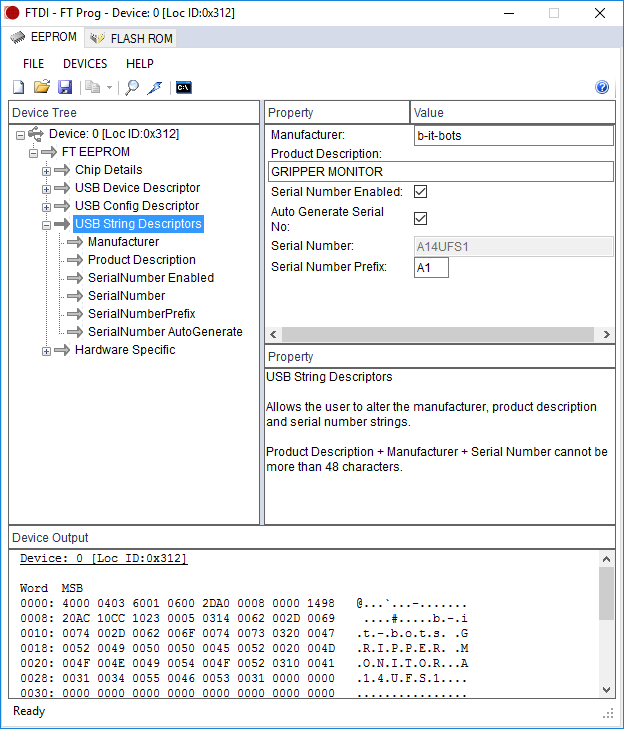 FTDI - FT Prog - Device: 0 [Loc ID:0x312]
EEPROM FLASH ROM
FILE DEVICES HELP
C:\
?
Device Tree
Device: 0 [Loc ID:0x312]
FT EEPROM
Chip Details
USB Device Descriptor
USB Config Descriptor
USB String Descriptors
Manufacturer
Product Description
SerialNumber Enabled
SerialNumber
SerialNumberPrefix
SerialNumber AutoGenerate
Hardware Specific
Property Value
Manufacturer: b-it-bots
Product Description:
GRIPPER MONITOR
Serial Number Enabled:
Auto Generate Serial
No:
Serial Number: A14UFS1
Serial Number Prefix: A1
Property
USB String Descriptors
Allows the user to alter the manufacturer, product description
and serial number strings.
Product Description + Manufacturer + Serial Number cannot be
more than 48 characters.
Device Output
Device: 0 [Loc ID:0x312]
Word MSB
0000: 4000 0403 6001 0600 2DA0 0008 0000 1498 @...`...-.......
0008: 20AC 10CC 1023 0005 0314 0062 002D 0069 ....#.....b.-.i
0010: 0074 002D 0062 006F 0074 0073 0320 0047 .t.-.b.o.t.s. .G
0018: 0052 0049 0050 0050 0045 0052 0020 004D .R.I.P.P.E.R. .M
0020: 004F 004E 0049 0054 004F 0052 0310 0041 .O.N.I.T.O.R...A
0028: 0031 0034 0055 0046 0053 0031 0000 0000 .1.4.U.F.S.1....
0030: 0000 0000 0000 0000 0000 0000 0000 0000 ................
Ready